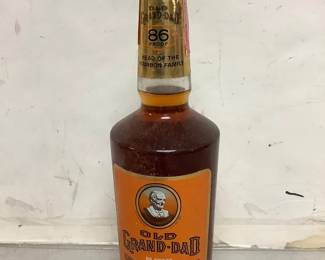 OLD
GRAND-DAD
86
PROOF
HEAD OF THE
BOURBON FAMILY
OLD
GRAND-DAD